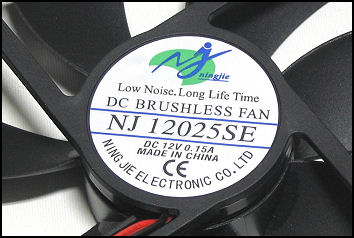 NJ
ningjie
Low Noise. Long Life Time
DC BRUSHLESS FAN
NJ 12025SE
DC 12V 0.15A
MADE IN CHINA
CE
NINGJIE ELECTRONIC CO.LTD